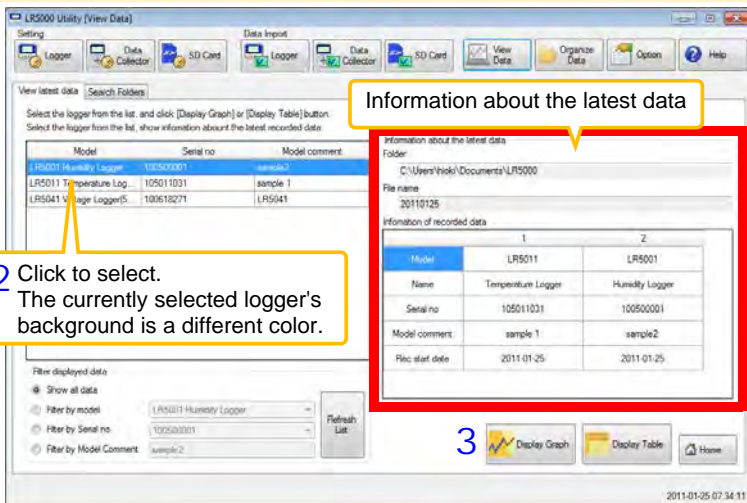 LR5000 Utility [View Data]
Setting
Data Import
Logger
Data Collector
SD Card
Logger
Data Collector
SD Card
View Data
Organize Data
Option
Help
View latest data
Search Folders
Information about the latest data
Select the logger from the list, and click [Display Graph] or [Display Table] button.
Select the logger from the list, show infomation abount the latest recorded data.
Model Serial no Model comment
LR5001 Humidity Logger 100500001 sample2
LR5011 Temperature Log... 105011031 sample 1
LR5041 Voltage Logger(5... 100618271 LR5041
2 Click to select.
The currently selected logger's
background is a different color.
Information about the latest data
Folder
C:\Users\hioki\Documents\LR5000
File name
20110125
Infomation of recorded data
1 2
Model LR5011 LR5001
Name Temperature Logger Humidity Logger
Serial no 105011031 100500001
Model comment sample 1 sample2
Rec start date 2011-01-25 2011-01-25
Filter displayed data
Show all data
Filter by model LR5001 Humidity Logger
Filter by Serial no 100500001
Filter by Model Comment sample2
Refresh List
3
Display Graph
Display Table
Home
2011-01-25 07:34:11